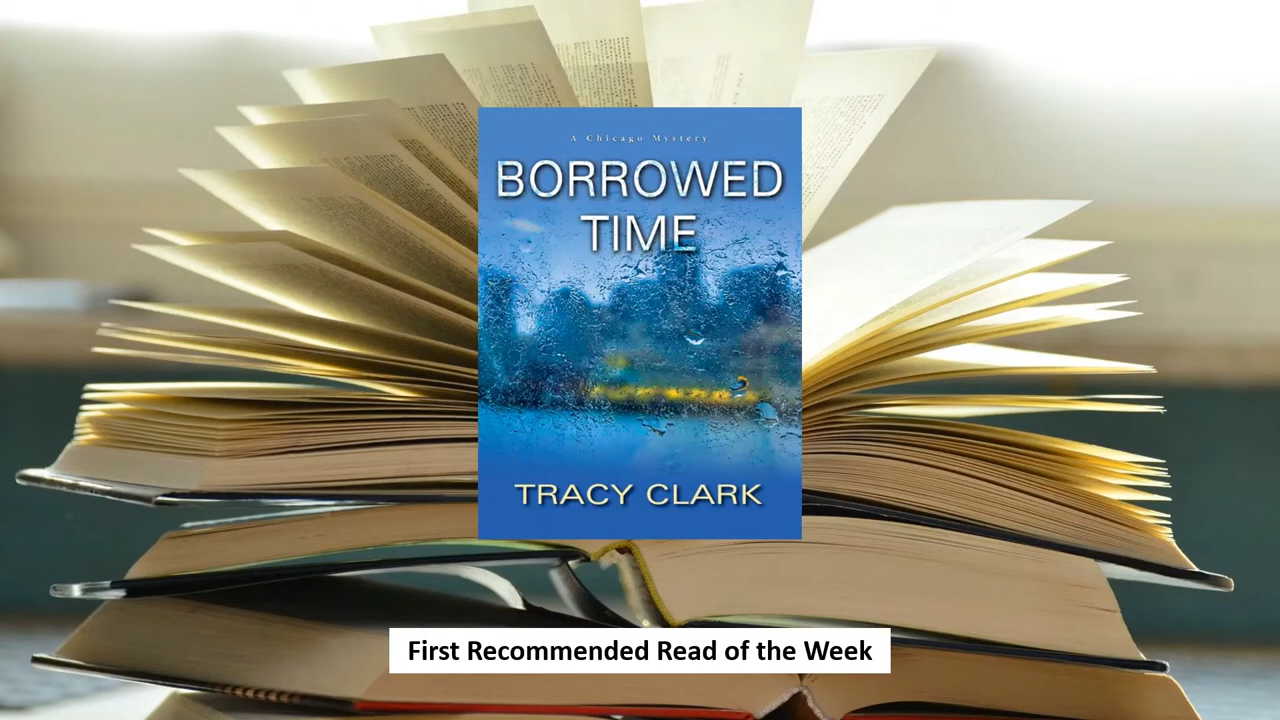 A Chicago Mystery
BORROWED
TIME
TRACY CLARK
First Recommended Read of the Week